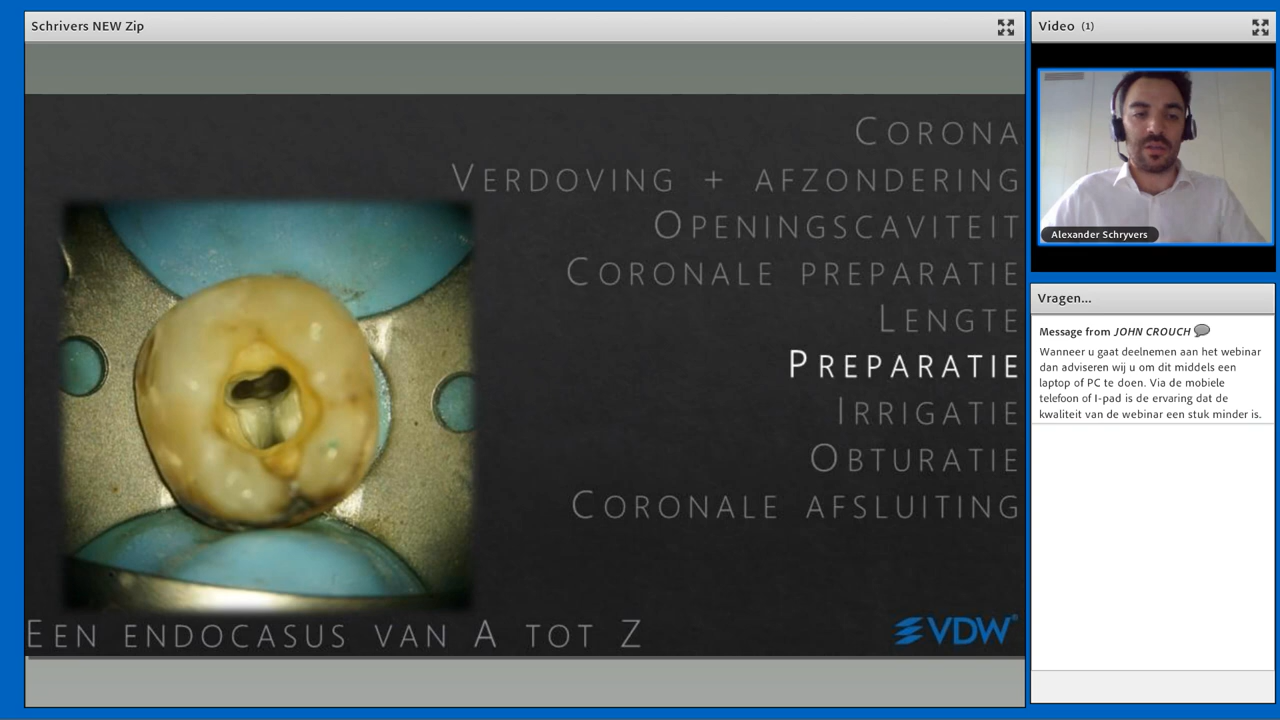 Schrivers NEW Zip
CORONA
VERDOVING + AFZONDERING
OPENINGSCAVITEIT
CORONALE PREPARATIE
LENGTE
PREPARATIE
IRRIGATIE
OBTURATIE
CORONALE AFSLUITING
EEN ENDOCASUS VAN A TOT Z
VDW®
Video (1)
Alexander Schryvers
Vragen...
Message from JOHN CROUCH
Wanneer u gaat deelnemen aan het webinar
dan adviseren wij u om dit middels een
laptop of PC te doen. Via de mobiele
telefoon of I-pad is de ervaring dat de
kwaliteit van de webinar een stuk minder is.